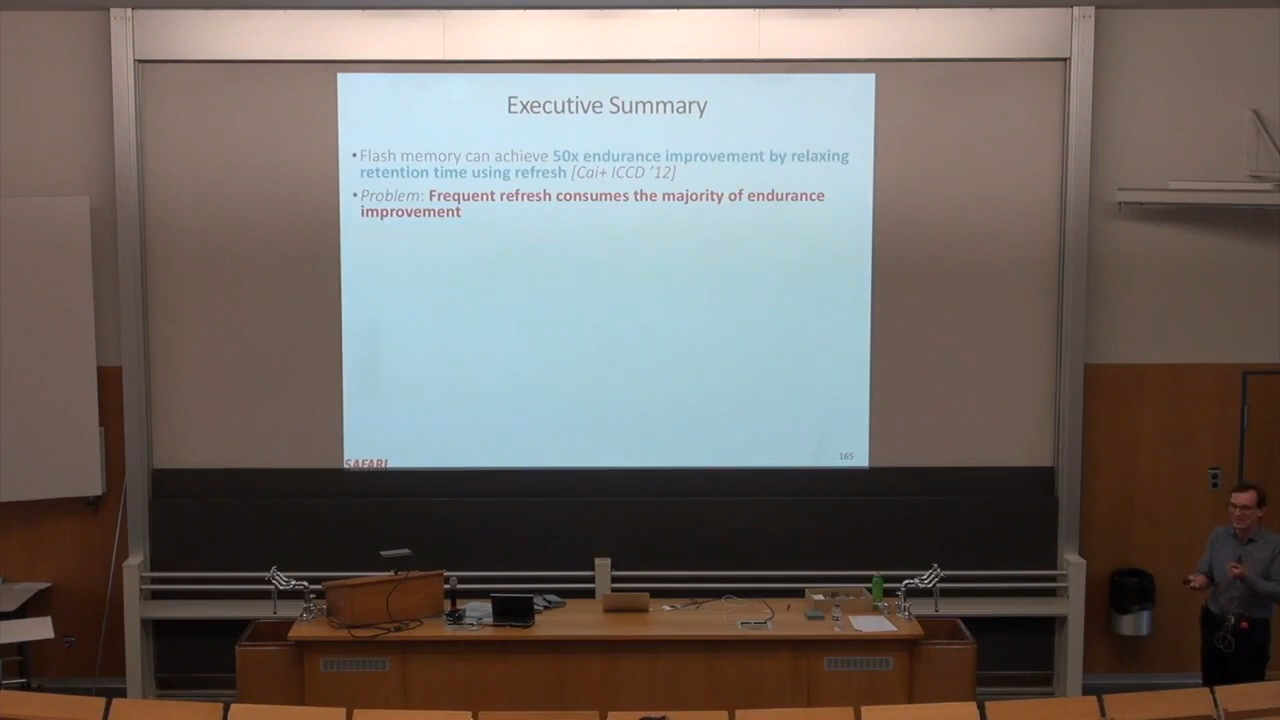 Executive Summary
• Flash memory can achieve 50x endurance improvement by relaxing
retention time using refresh [Cai+ ICCD '12]
• Problem: Frequent refresh consumes the majority of endurance
improvement
SAFARI
165